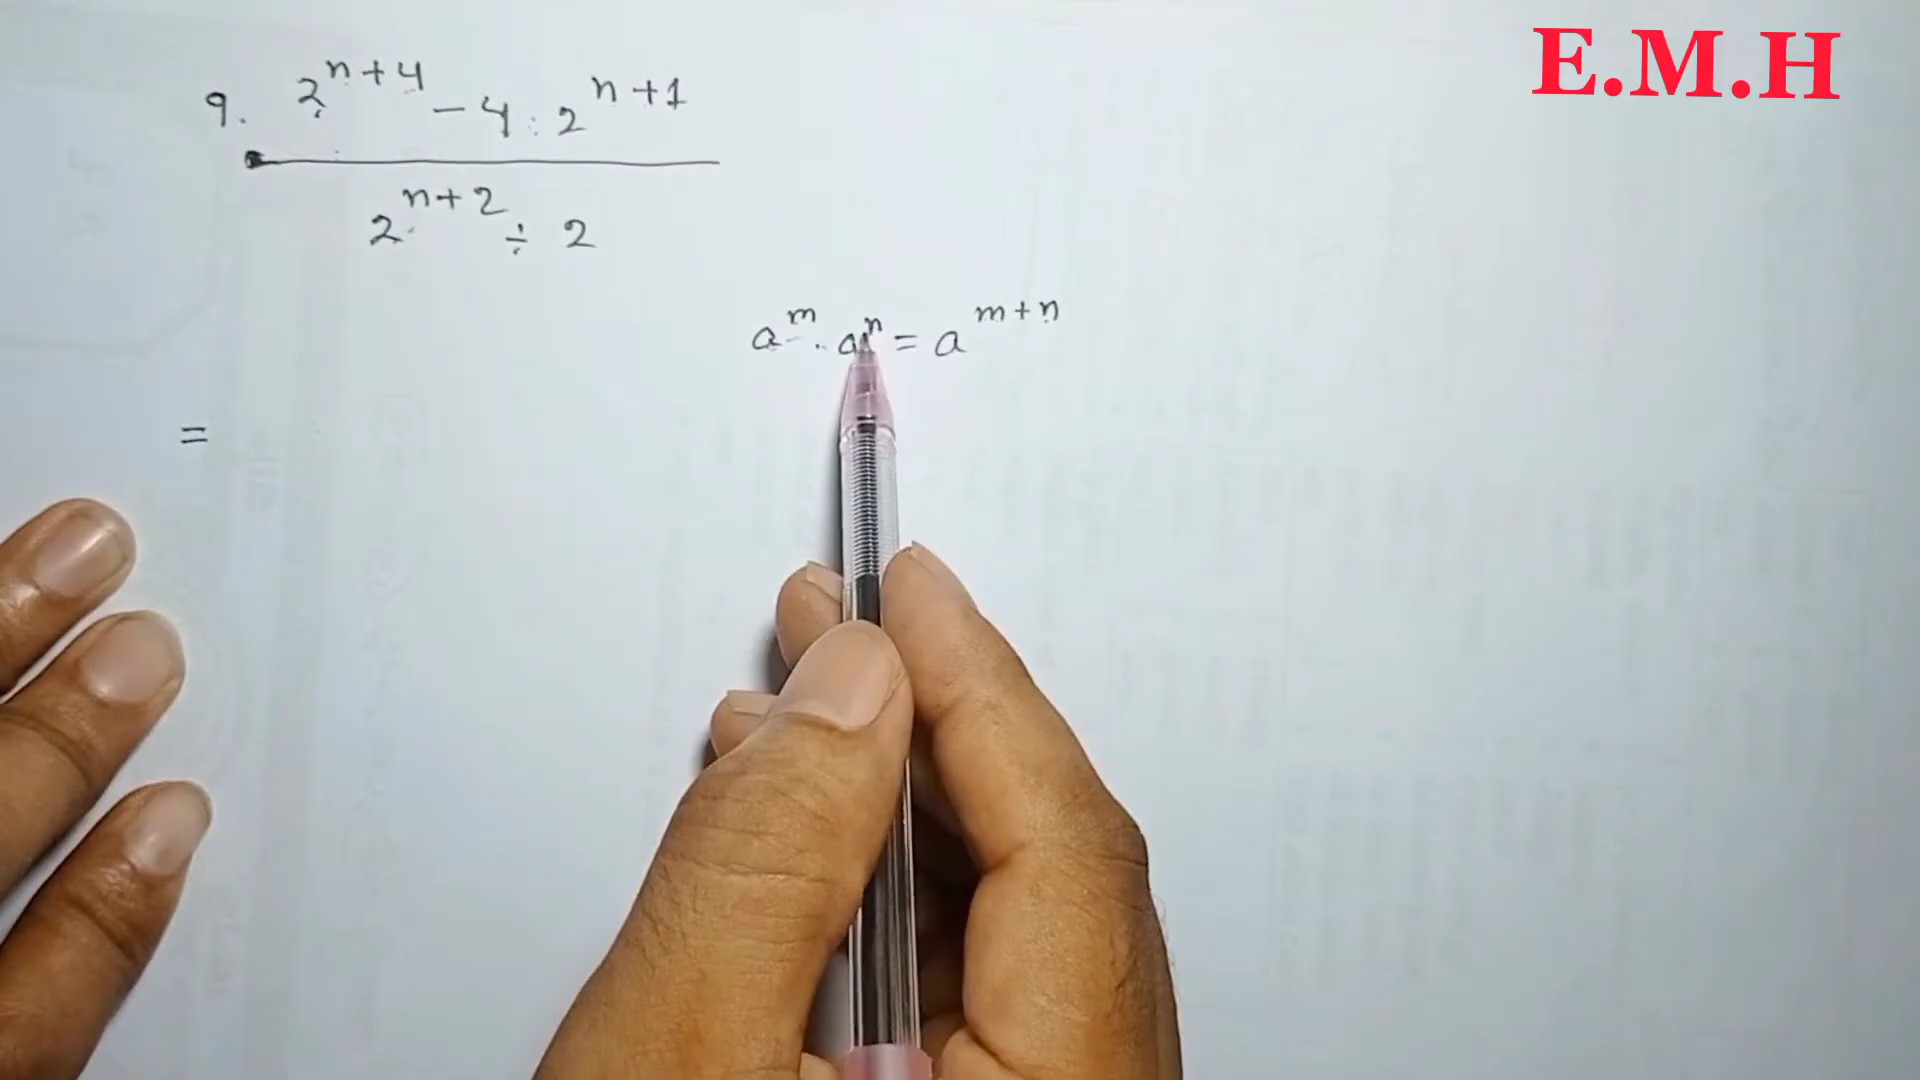 E.M.H
9. 2^{n+4} - 4 . 2^{n+1}
2^{n+2} ÷ 2
a^m . a^n = a^{m+n}
=